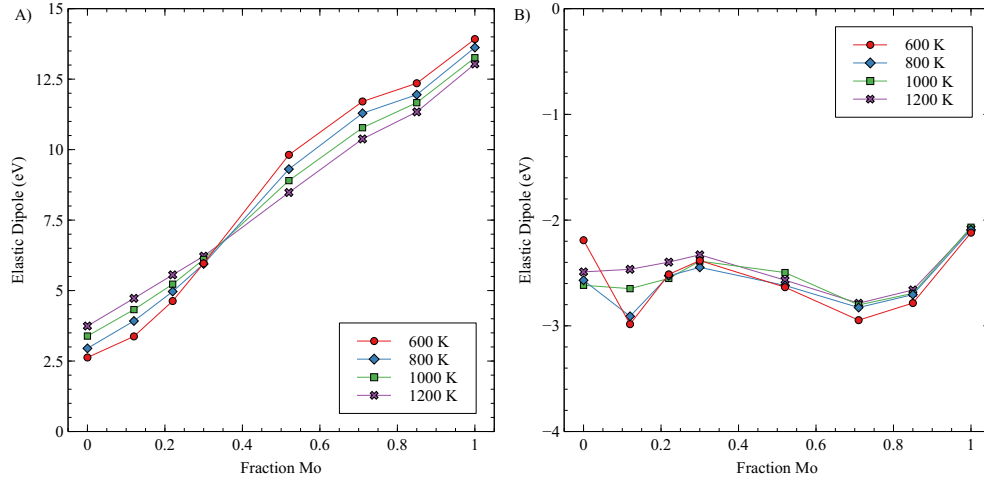 A)
Elastic Dipole (eV)
15
12.5
10
7.5
5
2.5
0
0
0.2
0.4
0.6
0.8
1
Fraction Mo
600 K
800 K
1000 K
1200 K
B)
Elastic Dipole (eV)
0
−1
−2
−3
−4
0
0.2
0.4
0.6
0.8
1
Fraction Mo
600 K
800 K
1000 K
1200 K